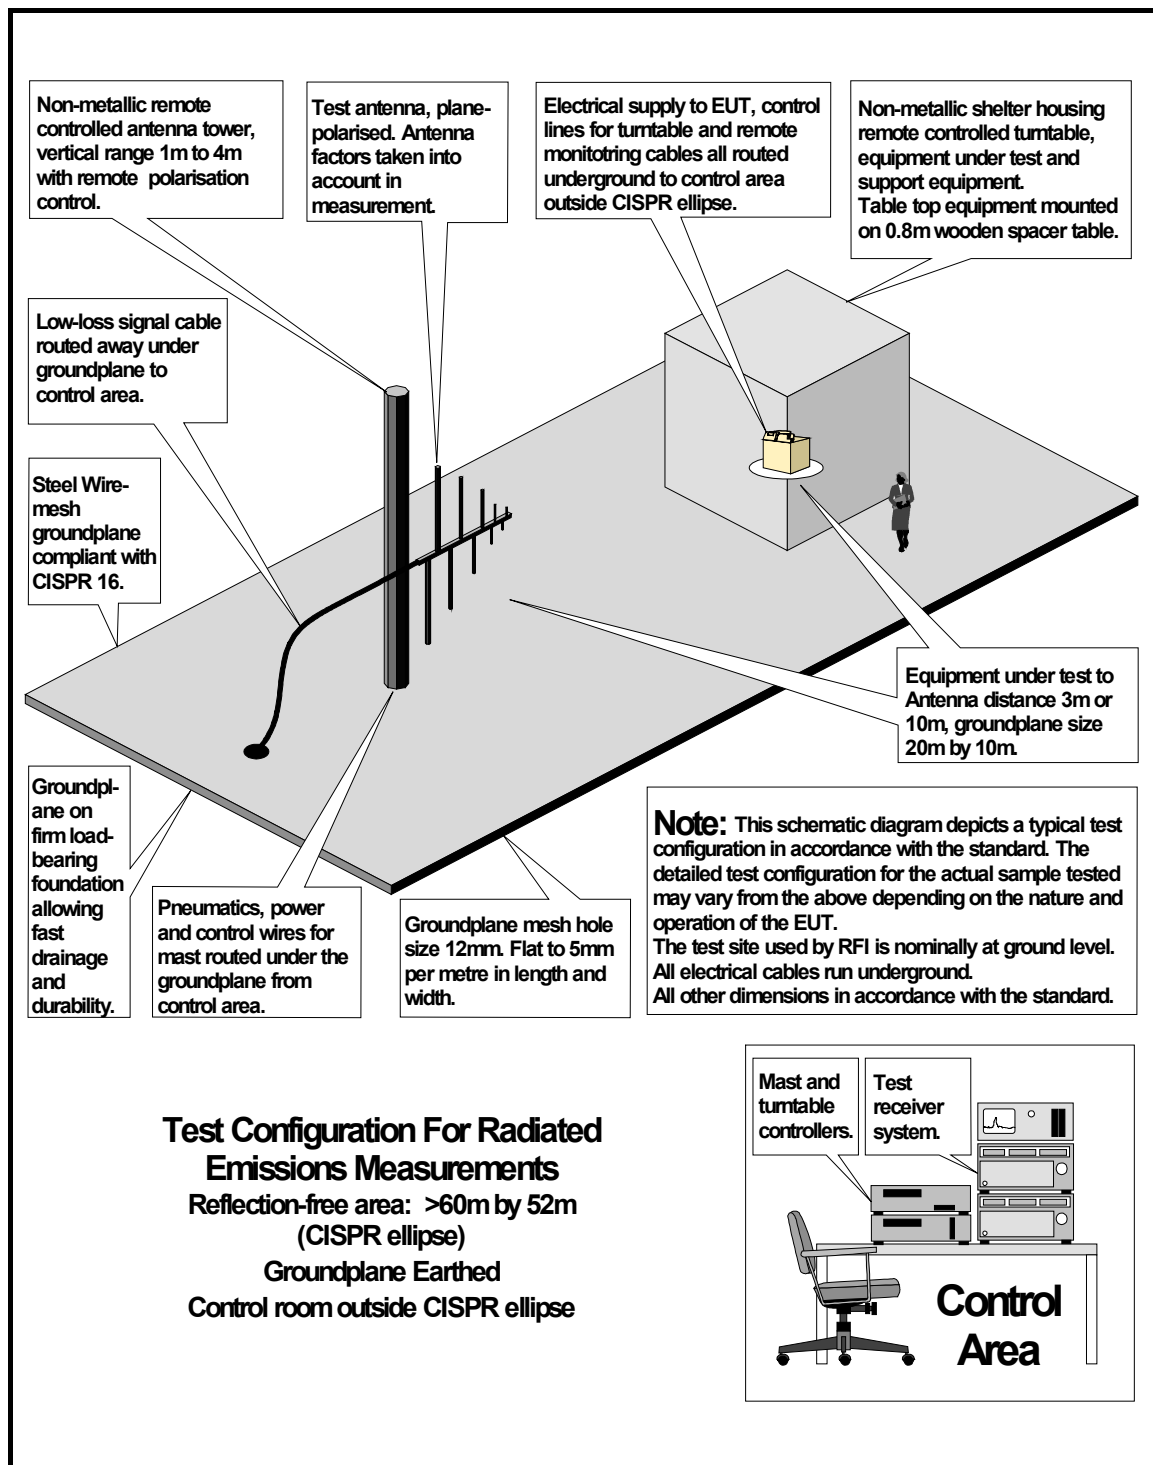 Non-metallic remote
controlled antenna tower,
vertical range 1m to 4m
with remote polarisation
control.
Test antenna, plane-
polarised. Antenna
factors taken into
account in
measurement.
Electrical supply to EUT, control
lines for turntable and remote
monitotring cables all routed
underground to control area
outside CISPR ellipse.
Non-metallic shelter housing
remote controlled turntable,
equipment under test and
support equipment.
Table top equipment mounted
on 0.8m wooden spacer table.
Low-loss signal cable
routed away under
groundplane to
control area.
Steel Wire-
mesh
groundplane
compliant with
CISPR 16.
Equipment under test to
Antenna distance 3m or
10m, groundplane size
20m by 10m.
Groundpl-
ane on
firm load-
bearing
foundation
allowing
fast
drainage
and
durability.
Pneumatics, power
and control wires for
mast routed under the
groundplane from
control area.
Groundplane mesh hole
size 12mm. Flat to 5mm
per metre in length and
width.
Note: This schematic diagram depicts a typical test
configuration in accordance with the standard. The
detailed test configuration for the actual sample tested
may vary from the above depending on the nature and
operation of the EUT.
The test site used by RFI is nominally at ground level.
All electrical cables run underground.
All other dimensions in accordance with the standard.
Test Configuration For Radiated
Emissions Measurements
Reflection-free area: >60m by 52m
(CISPR ellipse)
Groundplane Earthed
Control room outside CISPR ellipse
Mast and
turntable
controllers.
Test
receiver
system.
Control
Area